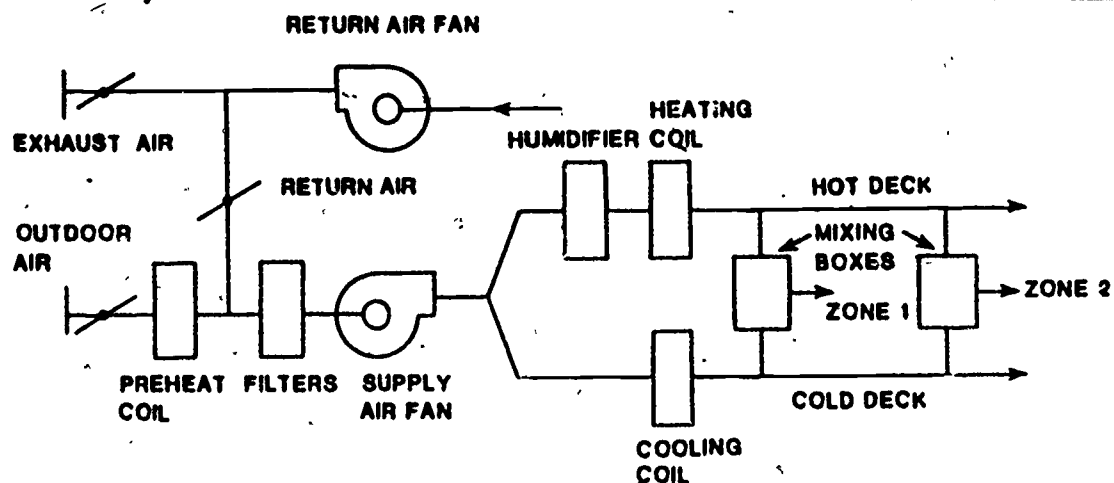 RETURN AIR FAN
EXHAUST AIR
RETURN AIR
OUTDOOR
AIR
PREHEAT
COIL
FILTERS
SUPPLY
AIR FAN
HUMIDIFIER
HEATING
COIL
HOT DECK
MIXING
BOXES
ZONE 1
ZONE 2
COLD DECK
COOLING
COIL